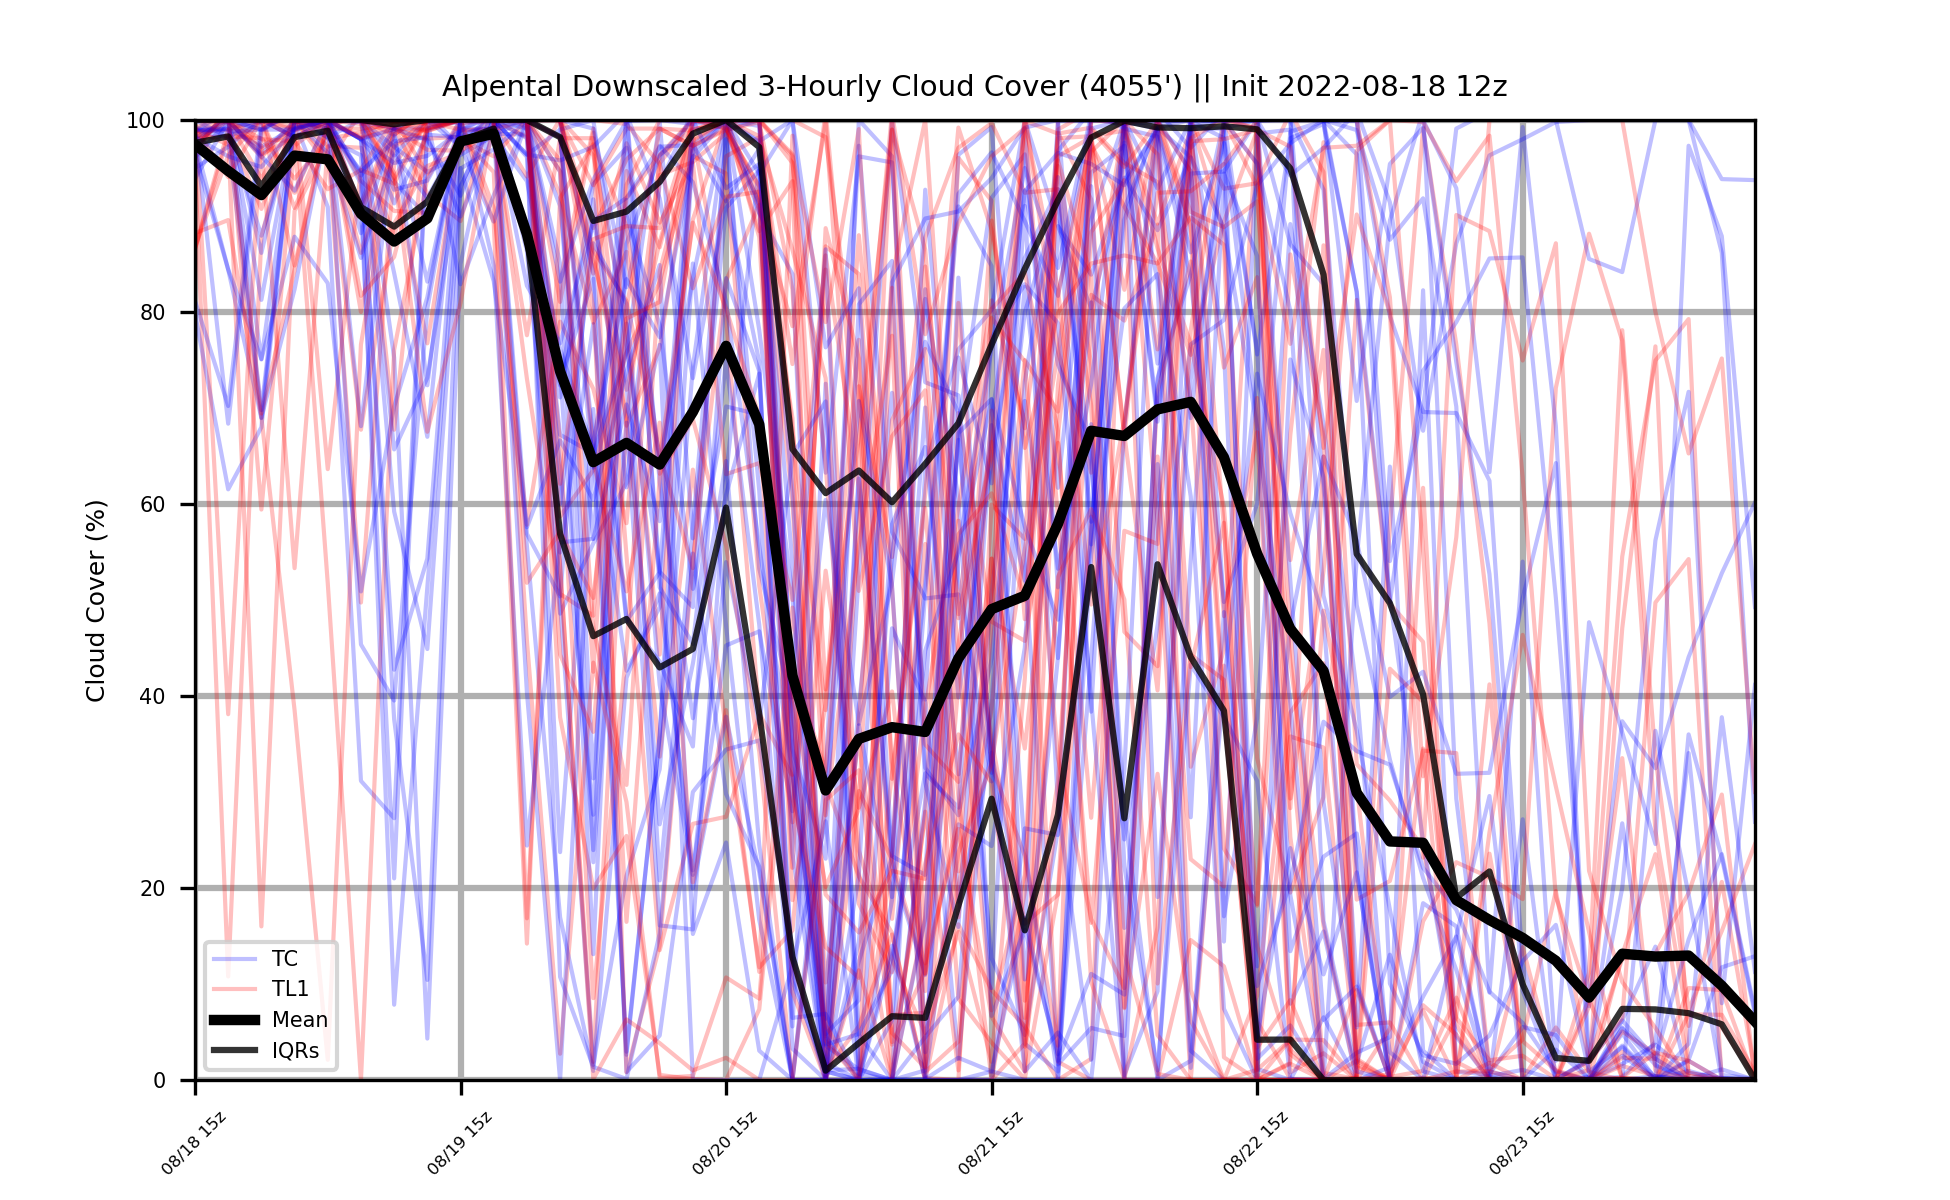 Alpental Downscaled 3-Hourly Cloud Cover (4055') || Init 2022-08-18 12z
Cloud Cover (%)
100
80
60
40
20
0
TC
TL1
Mean
IQRs
08/18 15z
08/19 15z
08/20 15z
08/21 15z
08/22 15z
08/23 15z